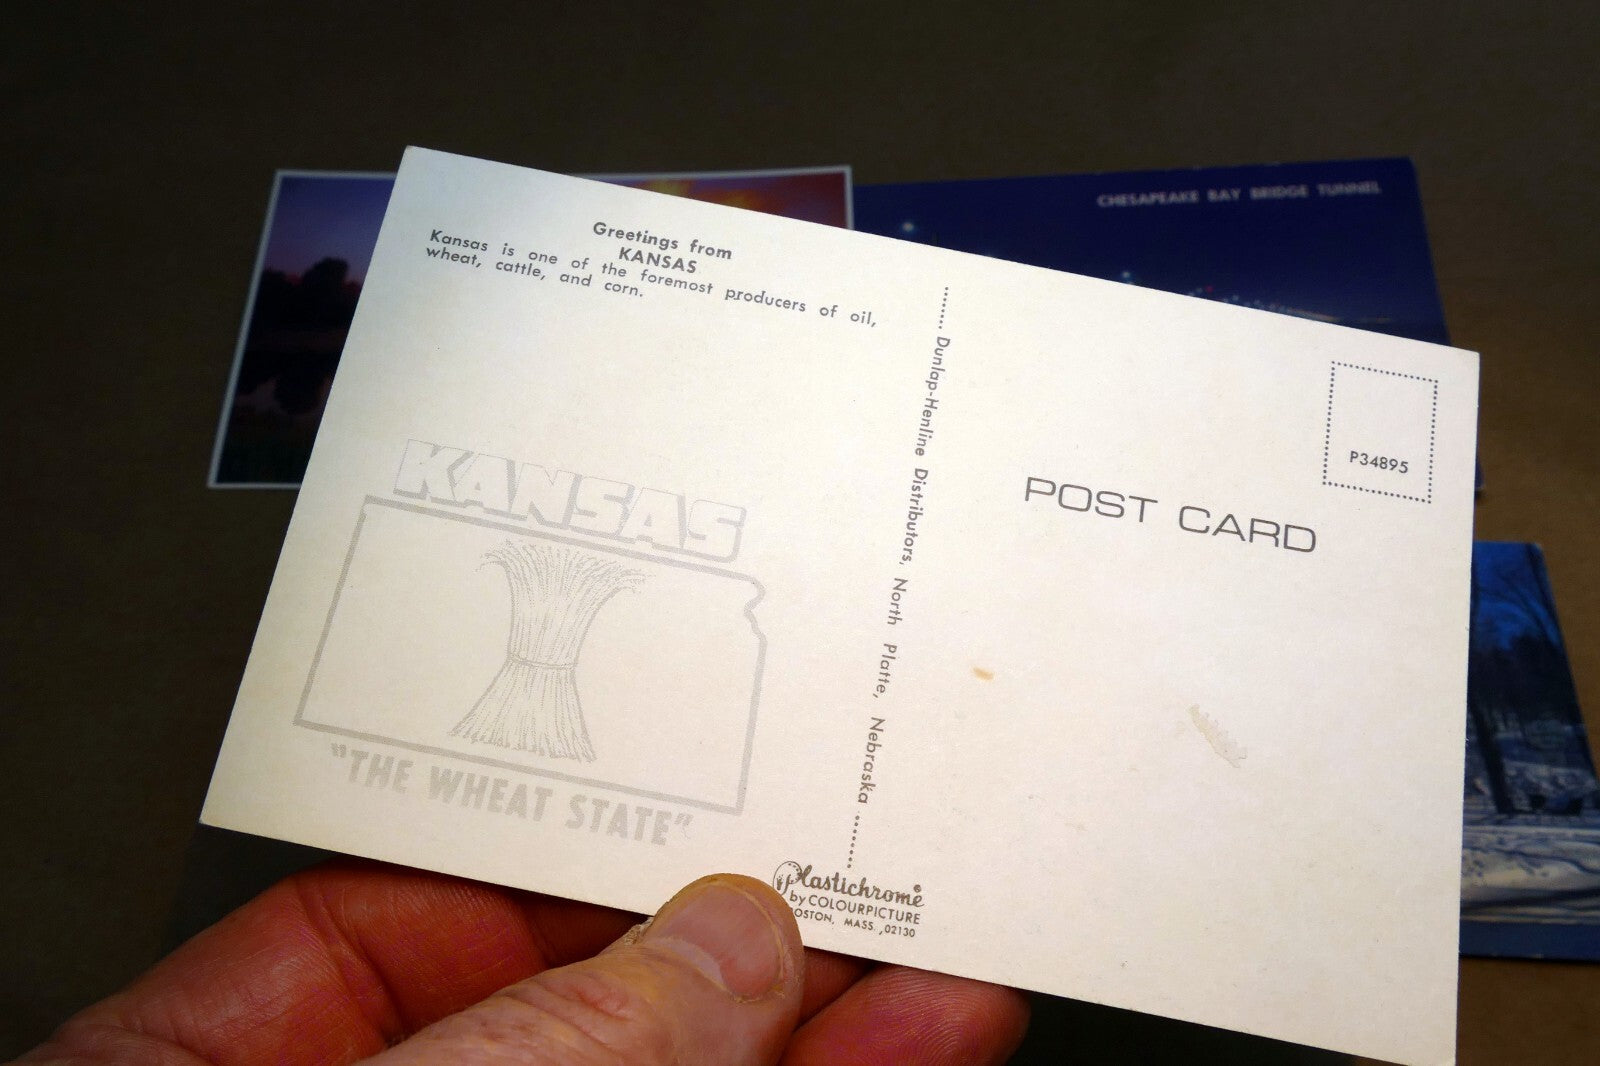 CHESAPEAKE BAY BRIDGE TUNNEL
Greetings from
KANSAS
Kansas is one of the foremost producers of oil,
wheat, cattle, and corn.
KANSAS
"THE WHEAT STATE"
Dunlap-Henline Distributors, North Platte, Nebraska
Plastichrome®
by COLOURPICTURE
OSTON, MASS., 02130
POST CARD
P34895